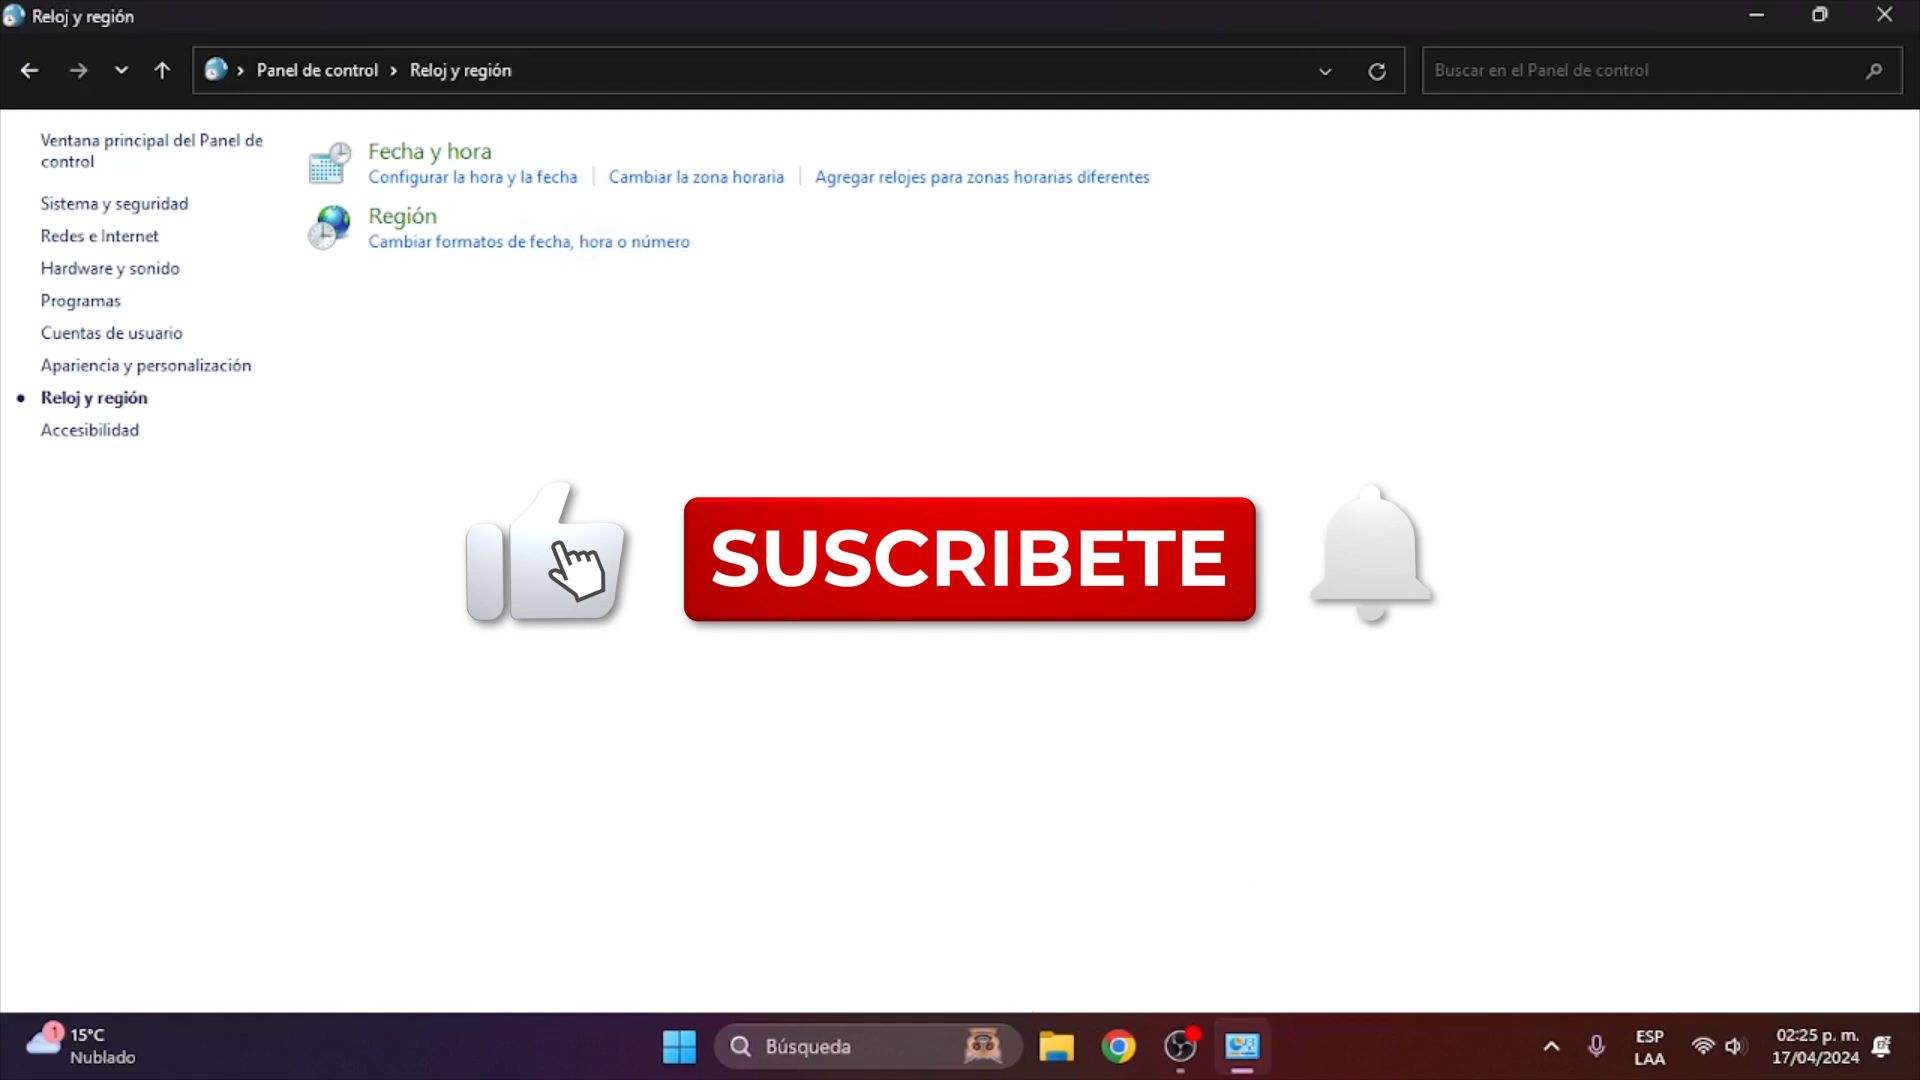 Reloj y región
Panel de control
Reloj y región
Buscar en el Panel de control
Ventana principal del Panel de
control
Sistema y seguridad
Redes e Internet
Hardware y sonido
Programas
Cuentas de usuario
Apariencia y personalización
Reloj y región
Accesibilidad
Fecha y hora
Configurar la hora y la fecha
Cambiar la zona horaria
Agregar relojes para zonas horarias diferentes
Región
Cambiar formatos de fecha, hora o número
SUSCRIBETE
1
15°C
Nublado
Búsqueda
ESP
LAA
02:25 p. m.
17/04/2024